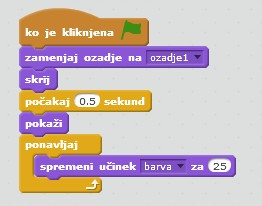 ko je kliknjena
zamenjaj ozadje na ozadje1
skrij
počakaj 0.5 sekund
pokaži
ponavljaj
spremeni učinek barva za 25